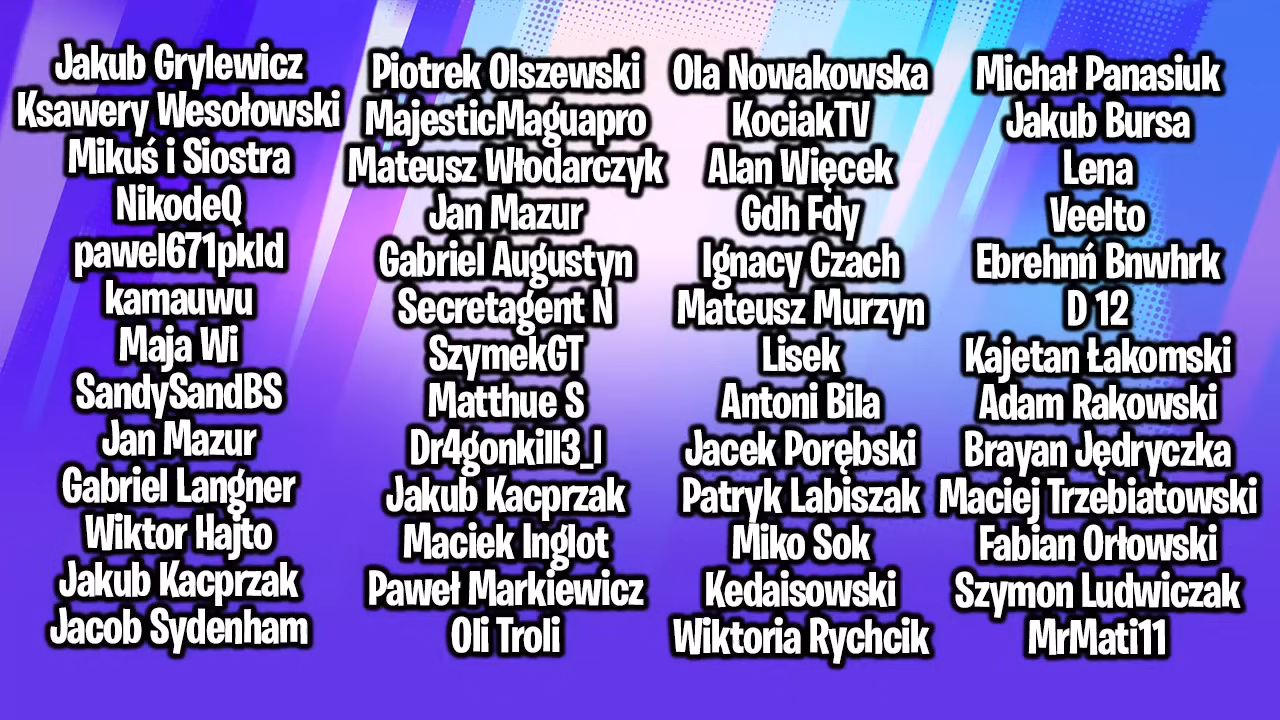 Jakub Grylewicz
Ksawery Wesołowski
Mikuś i Siostra
NikodeQ
pawel671pkld
kamauwu
Maja Wi
SandySandBS
Jan Mazur
Gabriel Langner
Wiktor Hajto
Jakub Kacprzak
Jacob Sydenham
Piotrek Olszewski
MajesticMaguapro
Mateusz Włodarczyk
Jan Mazur
Gabriel Augustyn
Secretagent N
SzymekGT
Matthue S
Dr4gonkill3_l
Jakub Kacprzak
Maciek Inglot
Paweł Markiewicz
Oli Troli
Ola Nowakowska
KociakTV
Alan Więcek
Gdh Fdy
Ignacy Czach
Mateusz Murzyn
Lisek
Antoni Bila
Jacek Porębski
Patryk Labiszak
Miko Sok
Kedaisowski
Wiktoria Rychcik
Michał Panasiuk
Jakub Bursa
Lena
Veelto
Ebrehnń Bnwhrk
D 12
Kajetan Łakomski
Adam Rakowski
Brayan Jędryczka
Maciej Trzebiatowski
Fabian Orłowski
Szymon Ludwiczak
MrMati11